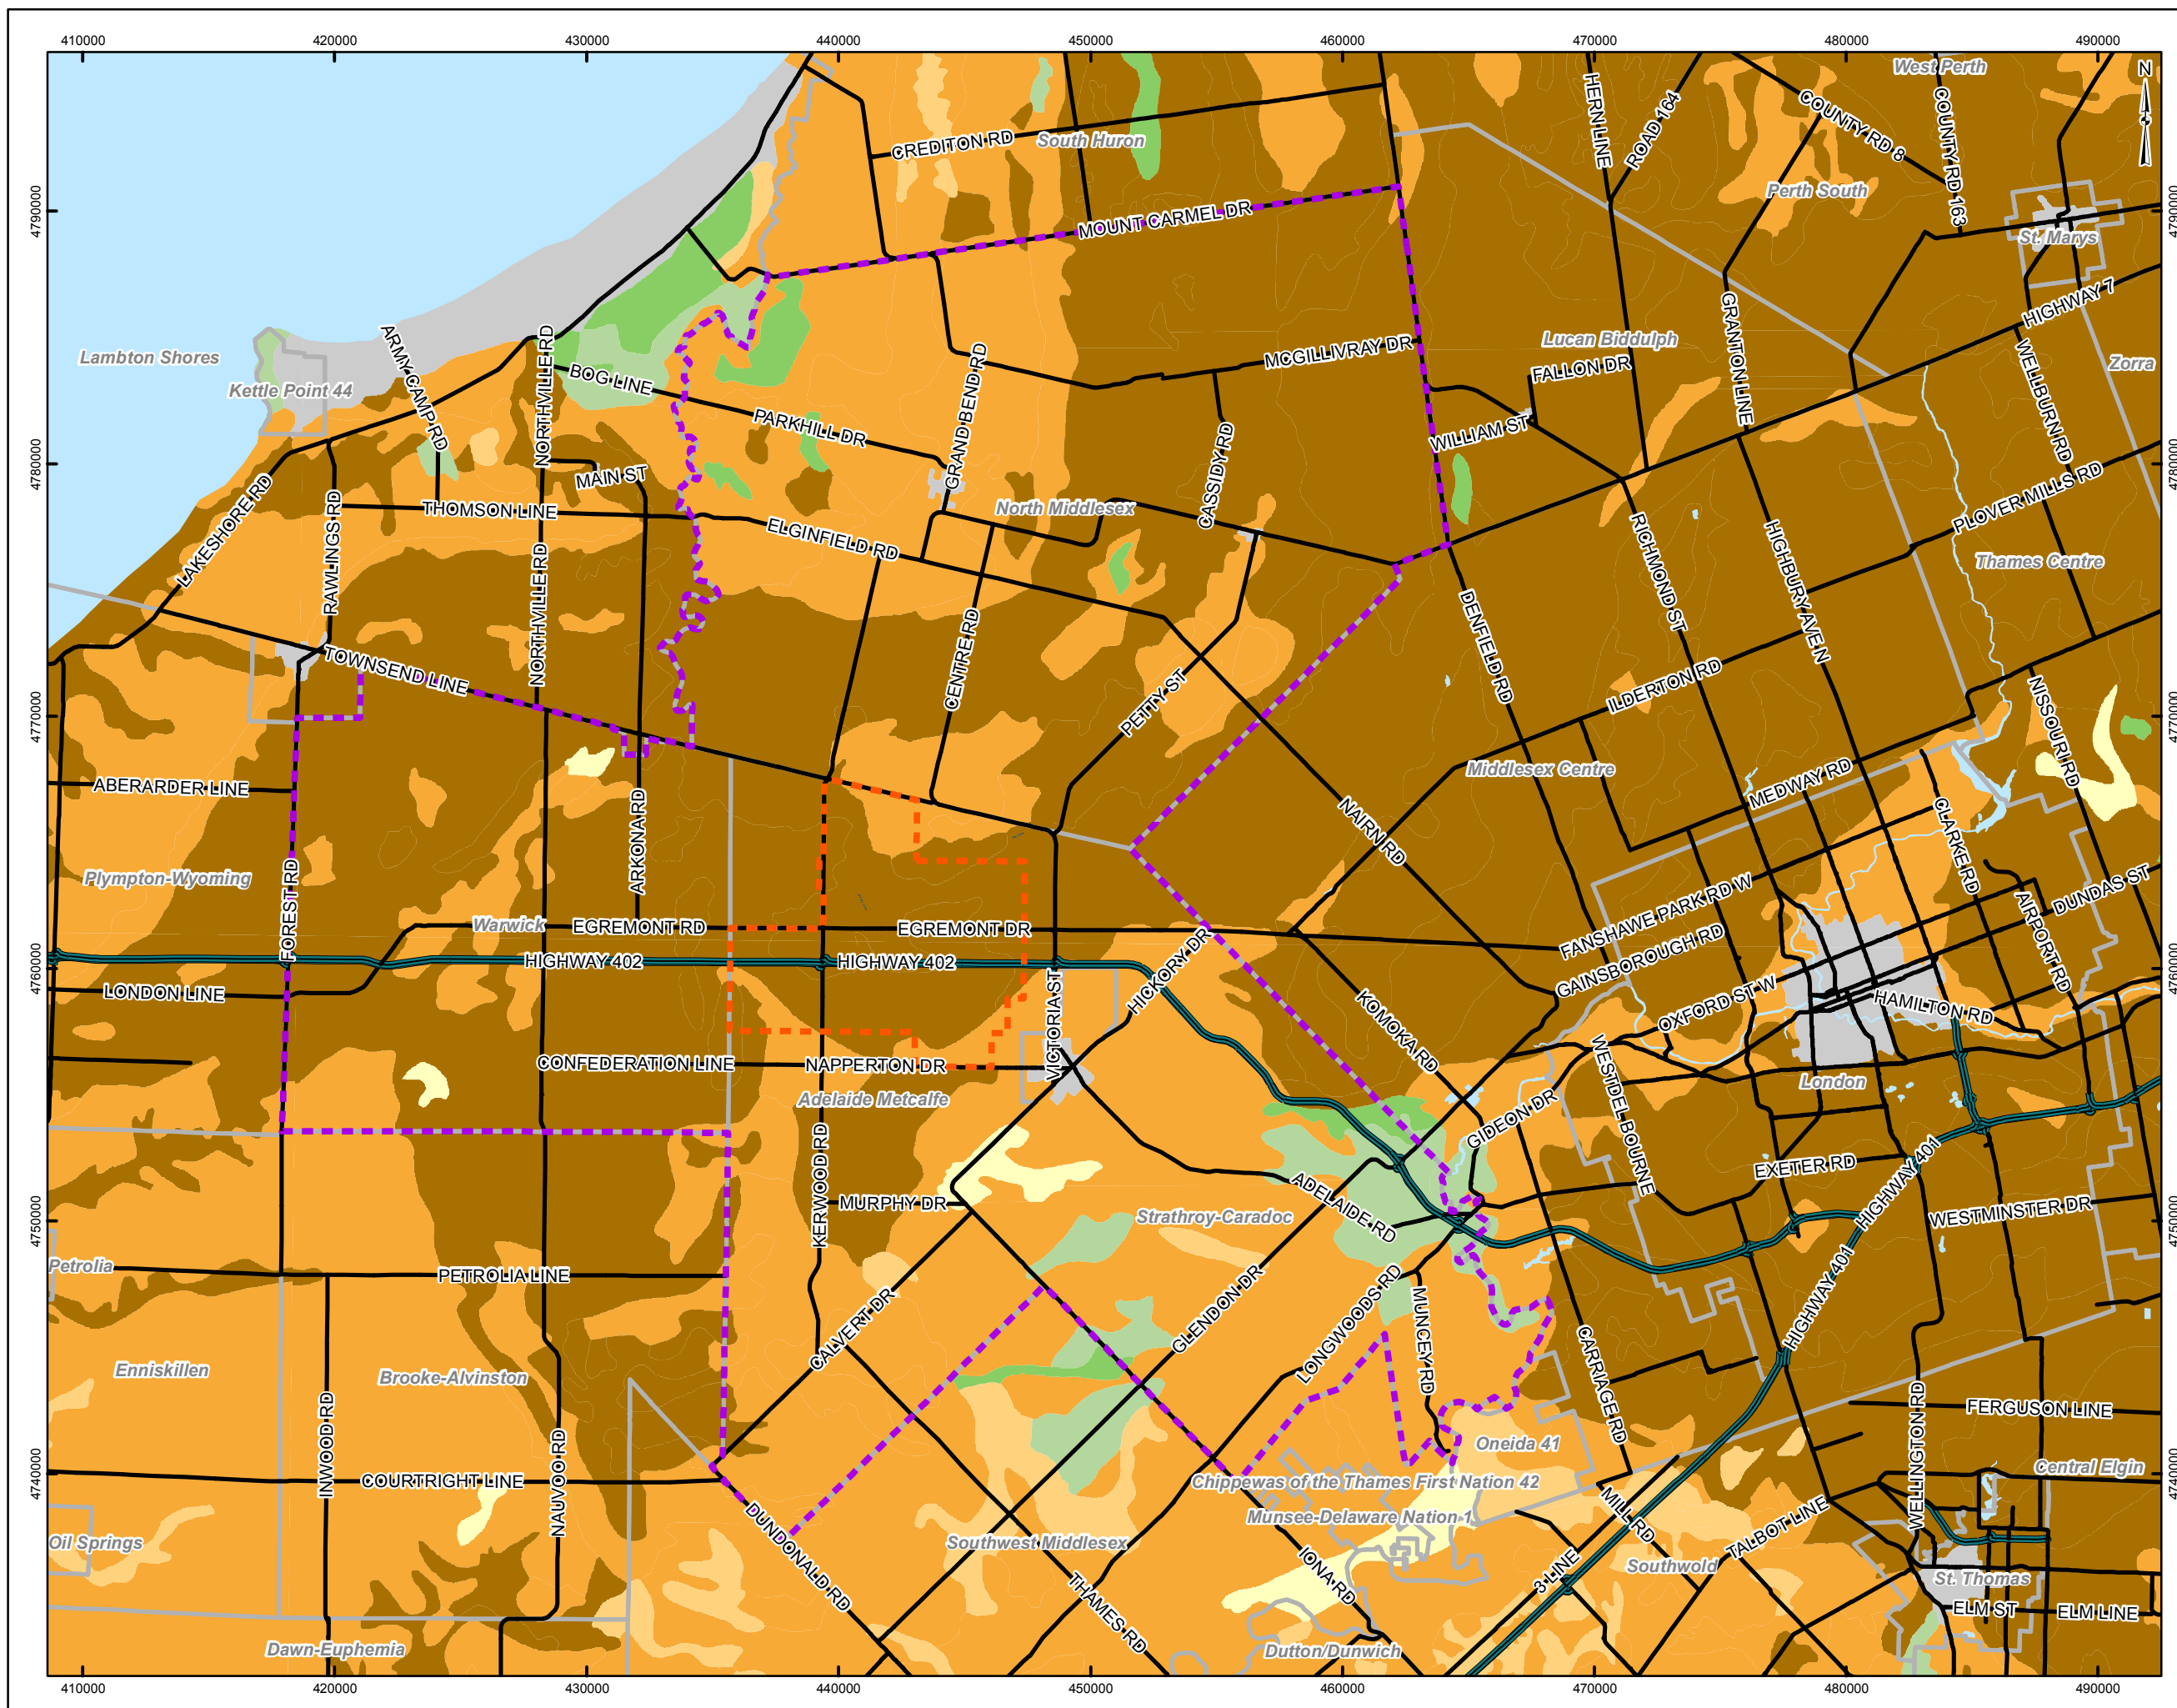 410000 420000 430000 440000 450000 460000 470000 480000 490000
N
West Perth
CREDITON RD
South Huron
HERN LINE
ROAD 164
COUNTY RD 8
COUNTY RD 163
Perth South
4790000
4790000
MOUNT CARMEL DR
St. Marys
HIGHWAY 7
Lambton Shores
Kettle Point 44
ARMY CAMP RD
NORTHVILLE RD
BOG LINE
PARKHILL DR
GRAND BEND RD
MCGILLIVRAY DR
Lucan Biddulph
FALLON DR
GRANTON LINE
WELLBURN RD
Zorra
WILLIAM ST
4780000
4780000
LAKESHORE RD
RAWLINGS RD
MAIN ST
THOMSON LINE
ELGINFIELD RD
North Middlesex
CASSIDY RD
RICHMOND ST
HIGHBURY AVE N
PLOVER MILLS RD
Thames Centre
NORTHVILLE RD
CENTRE RD
DENFIELD RD
TOWNSEND LINE
PETTY ST
ILDERTON RD
NISSOURI RD
4770000
4770000
ABERARDER LINE
ARKONA RD
Middlesex Centre
MEDWAY RD
NAIRN RD
CLARKE RD
Plympton-Wyoming
FOREST RD
Warwick
EGREMONT RD
EGREMONT DR
FANSHAWE PARK RD W
GAINSBOROUGH RD
DUNDAS ST
AIRPORT RD
4760000
4760000
HIGHWAY 402
HIGHWAY 402
LONDON LINE
VICTORIA ST
HICKORY DR
KOMOKA RD
OXFORD ST W
HAMILTON RD
CONFEDERATION LINE
NAPPERTON DR
Adelaide Metcalfe
WESTDEL BOURNE
London
GIDEON DR
KERWOOD RD
MURPHY DR
Strathroy-Caradoc
ADELAIDE RD
EXETER RD
HIGHWAY 401
WESTMINSTER DR
4750000
4750000
Petrolia
PETROLIA LINE
CALVERT DR
GLENDON DR
LONGWOODS RD
MUNCEY RD
CARRIAGE RD
HIGHWAY 401
Enniskillen
Brooke-Alvinston
INWOOD RD
NAUVOO RD
WELLINGTON RD
FERGUSON LINE
Oneida 41
4740000
4740000
COURTRIGHT LINE
Chippewas of the Thames First Nation 42
Central Elgin
Munsee-Delaware Nation 1
DUNDONALD RD
Oil Springs
Southwest Middlesex
MILL RD
TALBOT LINE
IONA RD
3 LINE
Southwold
St. Thomas
THAMES RD
ELM ST
ELM LINE
Dawn-Euphemia
Dutton/Dunwich
410000 420000 430000 440000 450000 460000 470000 480000 490000